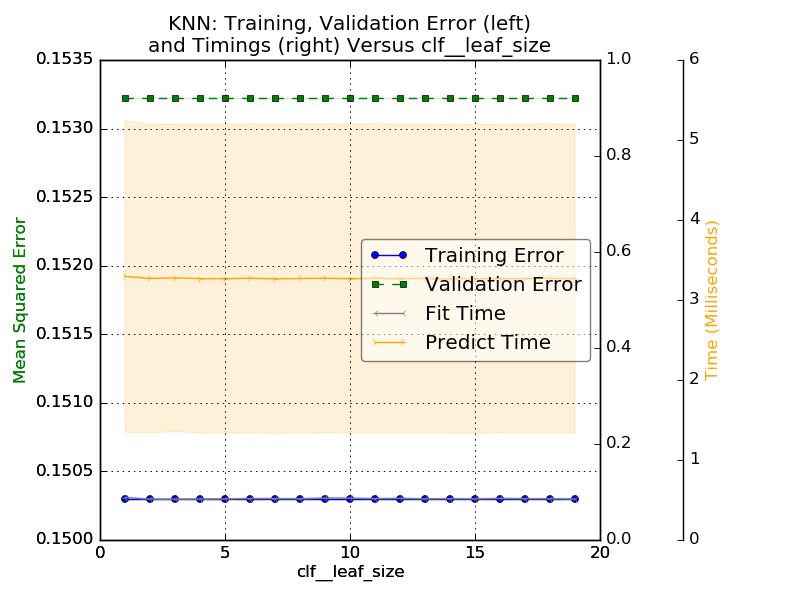 KNN: Training, Validation Error (left)
and Timings (right) Versus clf__leaf_size
Mean Squared Error
0.1535
0.1530
0.1525
0.1520
0.1515
0.1510
0.1505
0.1500
Training Error
Validation Error
Fit Time
Predict Time
1.0
0.8
0.6
0.4
0.2
0.0
6
5
4
3
2
1
0
Time (Milliseconds)
0 5 10 15 20
clf__leaf_size